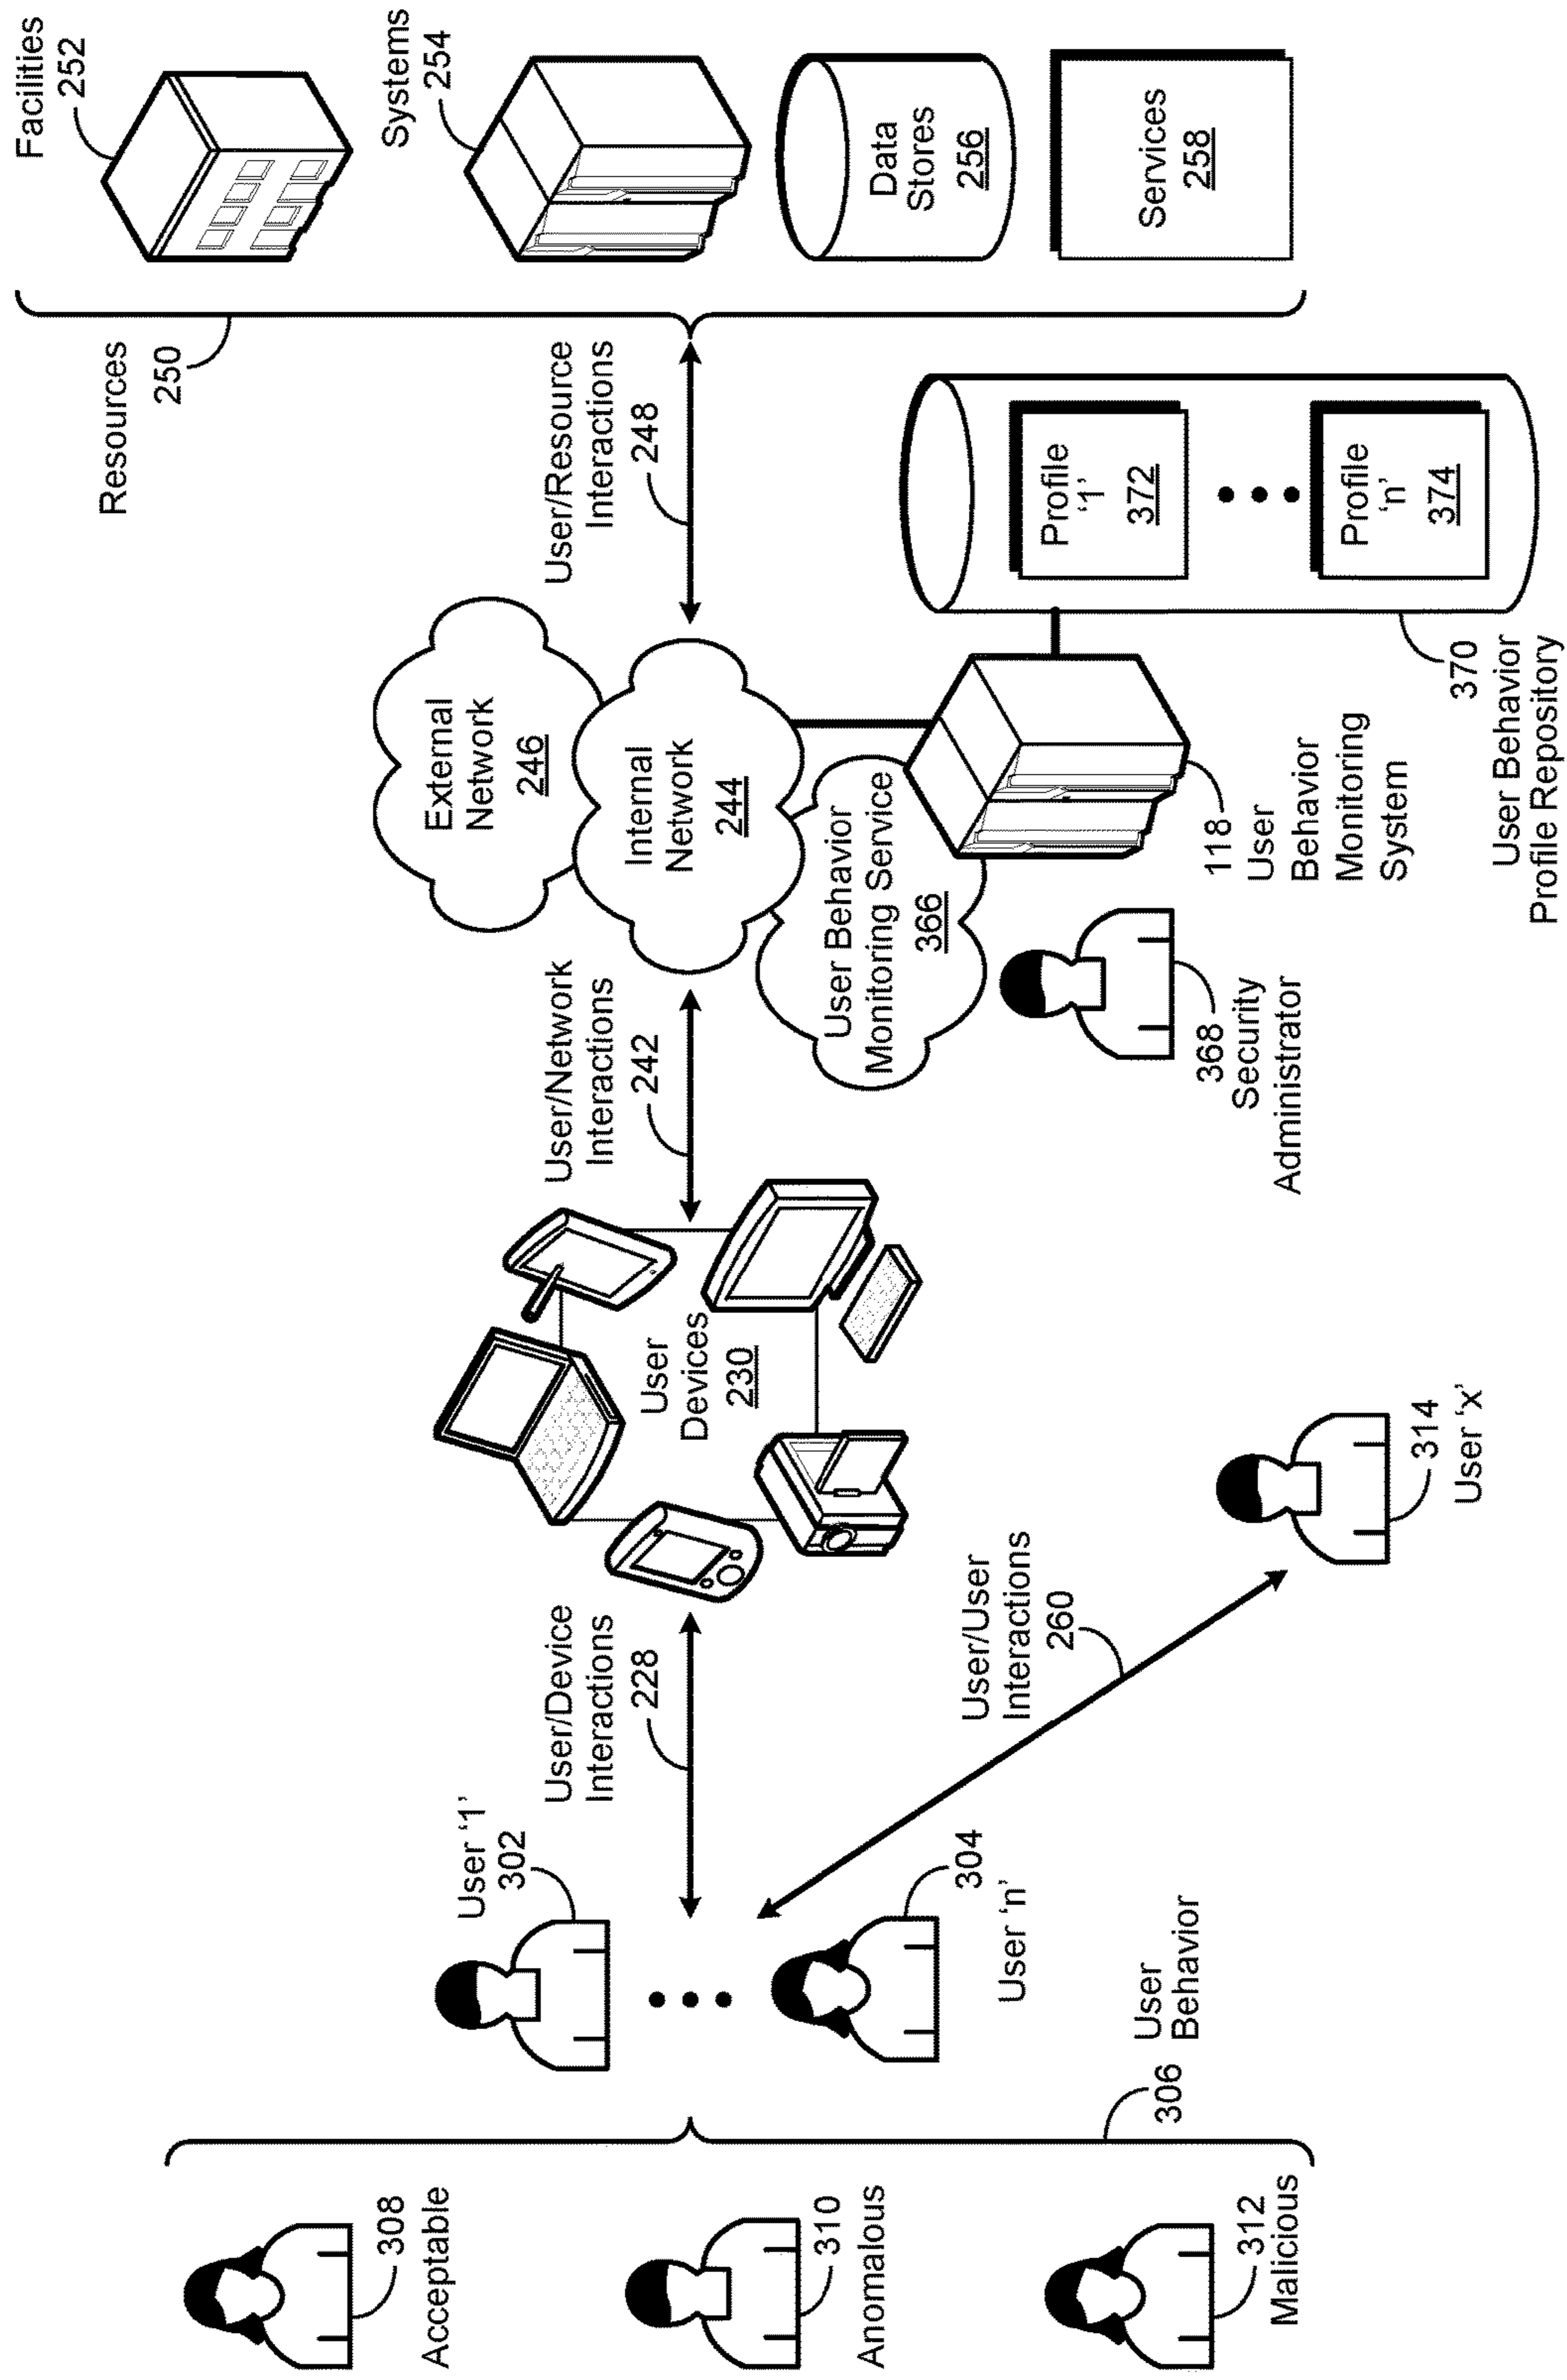 308
Acceptable
310
Anomalous
312
Malicious
306
User
Behavior
User ‘1’
302
304
User ‘n’
User/Device
Interactions
228
User/User
Interactions
260
314
User ‘x’
User
Devices
230
User/Network
Interactions
242
External
Network
246
Internal
Network
244
User Behavior
Monitoring Service
366
368
Security
Administrator
118
User
Behavior
Monitoring
System
User/Resource
Interactions
248
Profile
‘1’
372
Profile
‘n’
374
370
User Behavior
Profile Repository
Resources
250
Facilities
252
Systems
254
Data
Stores
256
Services
258